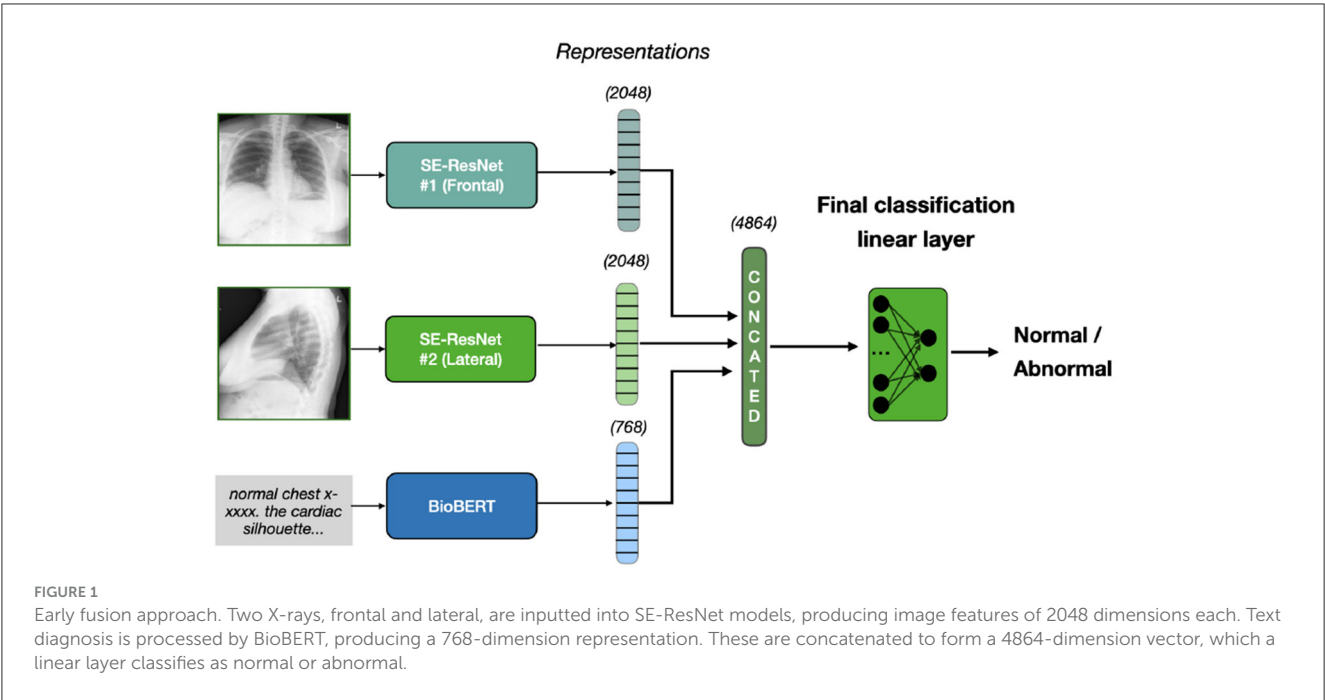 Representations
(2048)
L
SE-ResNet
#1 (Frontal)
(2048)
L
SE-ResNet
#2 (Lateral)
(768)
normal chest x-
xxxx. the cardiac
silhouette...
BioBERT
(4864)
CONCATED
Final classification
linear layer
...
Normal /
Abnormal
FIGURE 1
Early fusion approach. Two X-rays, frontal and lateral, are inputted into SE-ResNet models, producing image features of 2048 dimensions each. Text
diagnosis is processed by BioBERT, producing a 768-dimension representation. These are concatenated to form a 4864-dimension vector, which a
linear layer classifies as normal or abnormal.